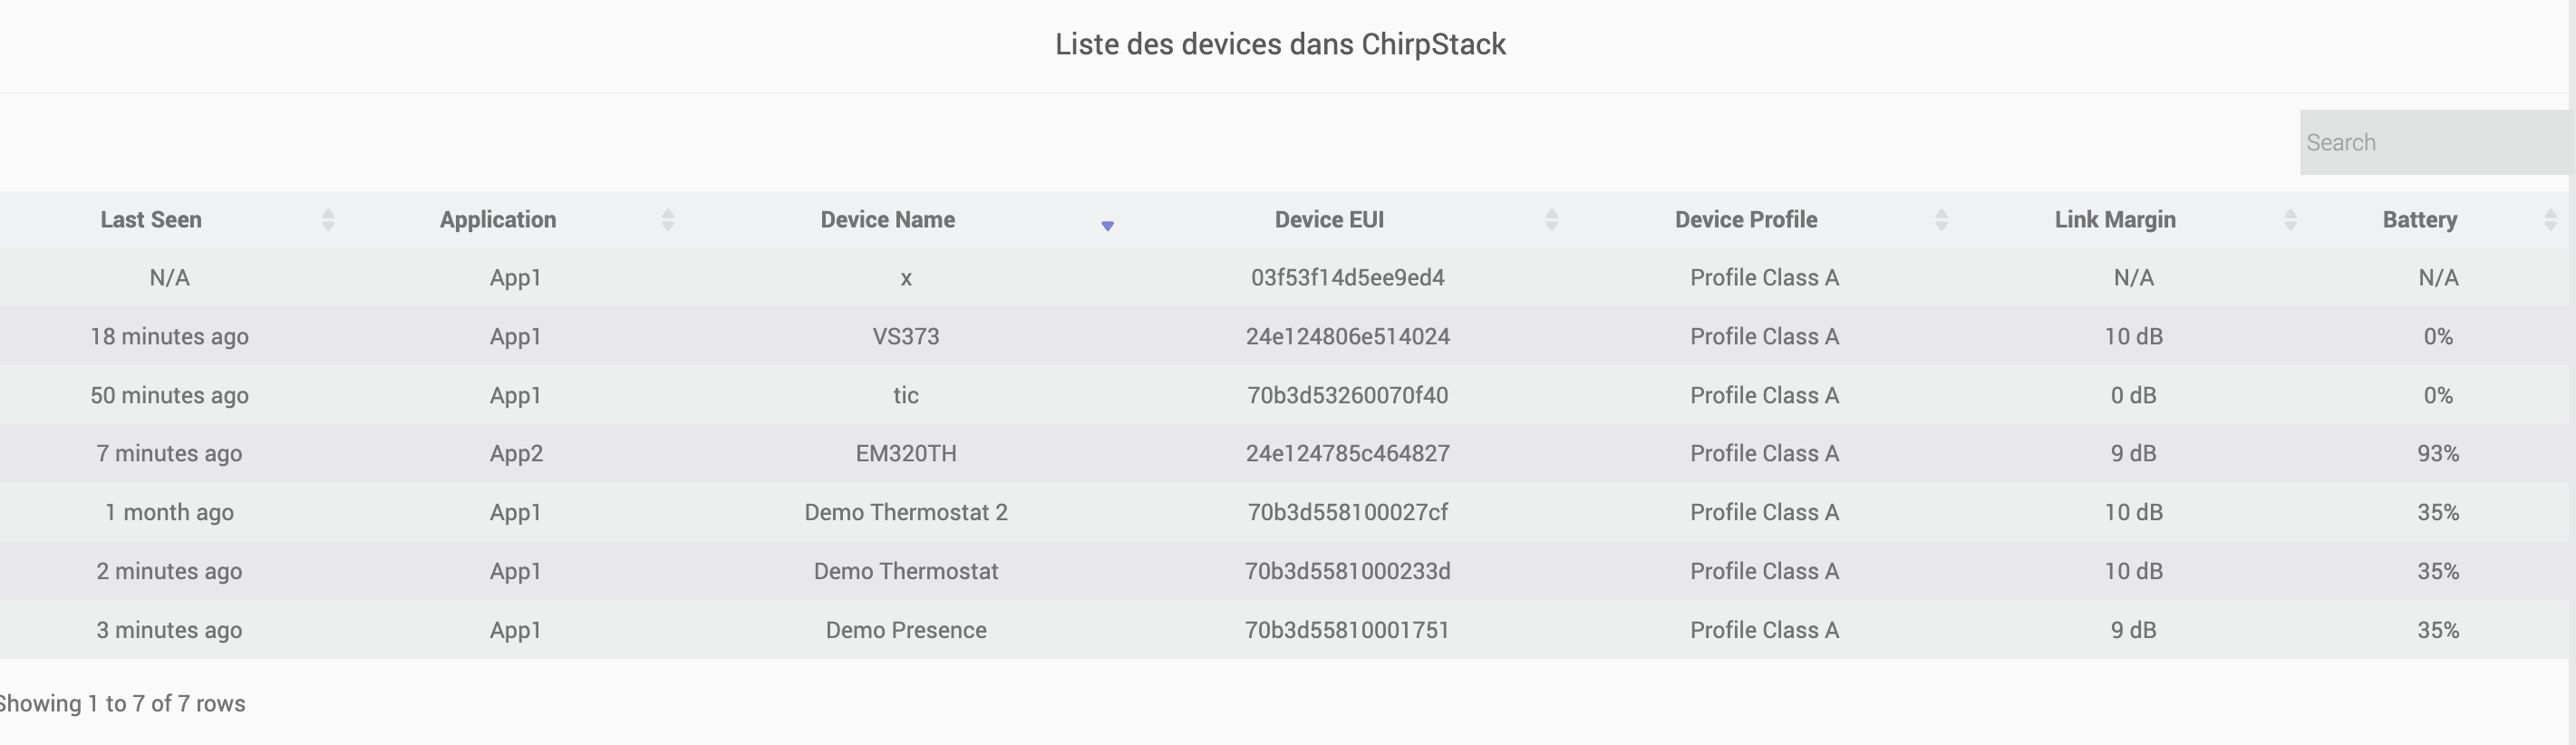 Liste des devices dans ChirpStack
Search
Last Seen Application Device Name Device EUI Device Profile Link Margin Battery
N/A App1 x 03f53f14d5ee9ed4 Profile Class A N/A N/A
18 minutes ago App1 VS373 24e124806e514024 Profile Class A 10 dB 0%
50 minutes ago App1 tic 70b3d53260070f40 Profile Class A 0 dB 0%
7 minutes ago App2 EM320TH 24e124785c464827 Profile Class A 9 dB 93%
1 month ago App1 Demo Thermostat 2 70b3d558100027cf Profile Class A 10 dB 35%
2 minutes ago App1 Demo Thermostat 70b3d5581000233d Profile Class A 10 dB 35%
3 minutes ago App1 Demo Presence 70b3d55810001751 Profile Class A 9 dB 35%
Showing 1 to 7 of 7 rows